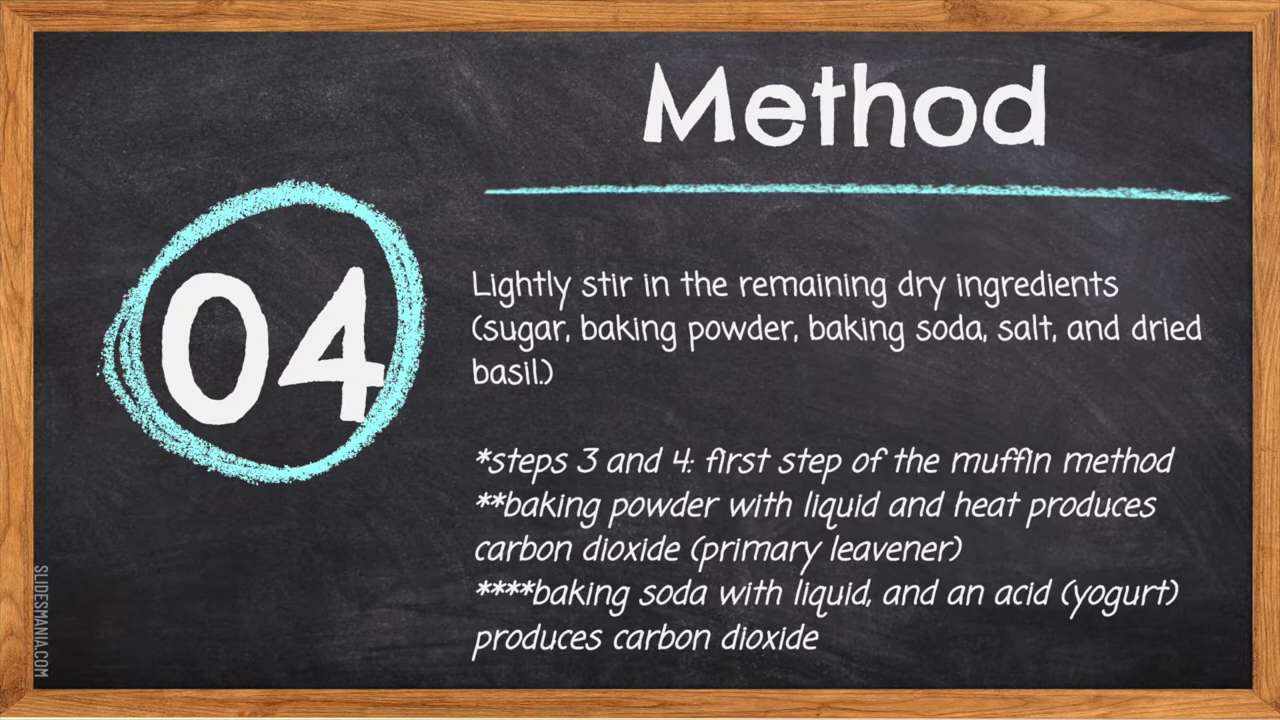 Method
04
Lightly stir in the remaining dry ingredients
(sugar, baking powder, baking soda, salt, and dried
basil.)
*steps 3 and 4: first step of the muffin method
**baking powder with liquid and heat produces
carbon dioxide (primary leavener)
****baking soda with liquid, and an acid (yogurt)
produces carbon dioxide
SLIDESMANIA.COM